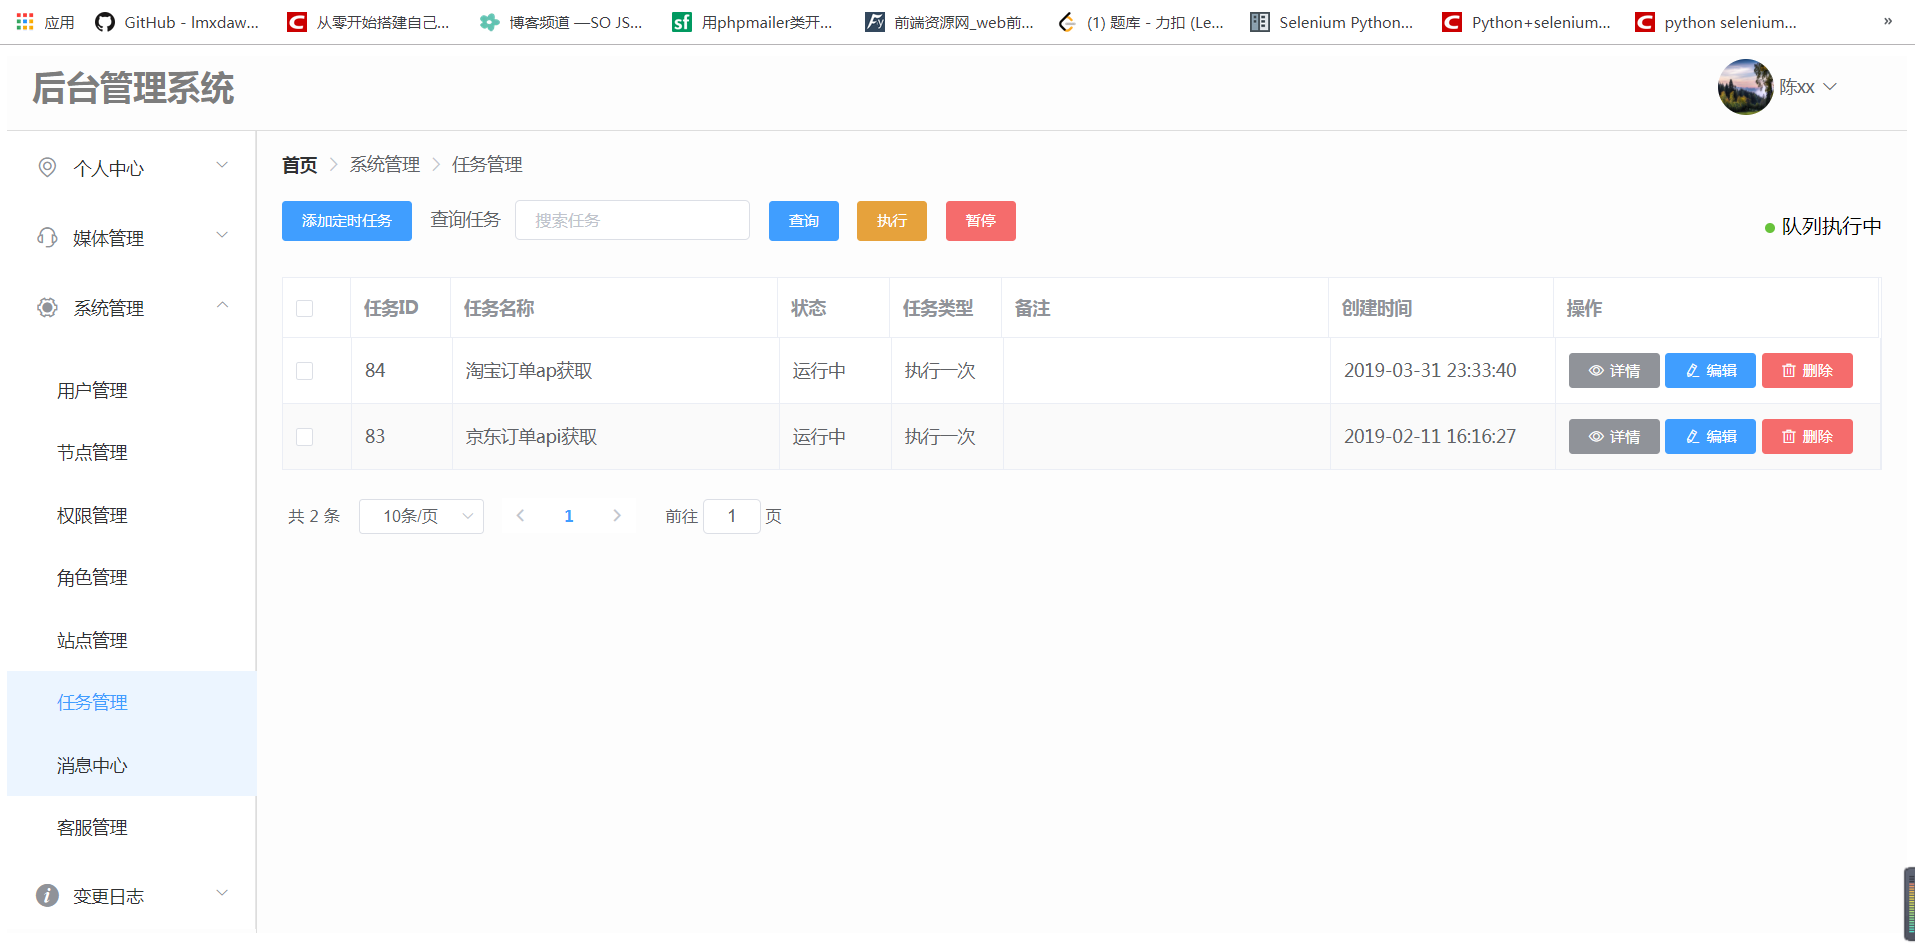 应用 GitHub - lmxdaw... 从零开始搭建自己... 博客频道 —SO JS... 用phpmailer类开... 前端资源网_web前... (1) 题库 - 力扣 (Le... Selenium Python... Python+selenium... python selenium... »
后台管理系统 陈xx
个人中心
媒体管理
系统管理
用户管理
节点管理
权限管理
角色管理
站点管理
任务管理
消息中心
客服管理
变更日志
首页 系统管理 任务管理
添加定时任务 查询任务 搜索任务 查询 执行 暂停 队列执行中
任务ID 任务名称 状态 任务类型 备注 创建时间 操作
84 淘宝订单ap获取 运行中 执行一次 2019-03-31 23:33:40 详情 编辑 删除
83 京东订单api获取 运行中 执行一次 2019-02-11 16:16:27 详情 编辑 删除
共 2 条 10条/页 1 前往 1 页